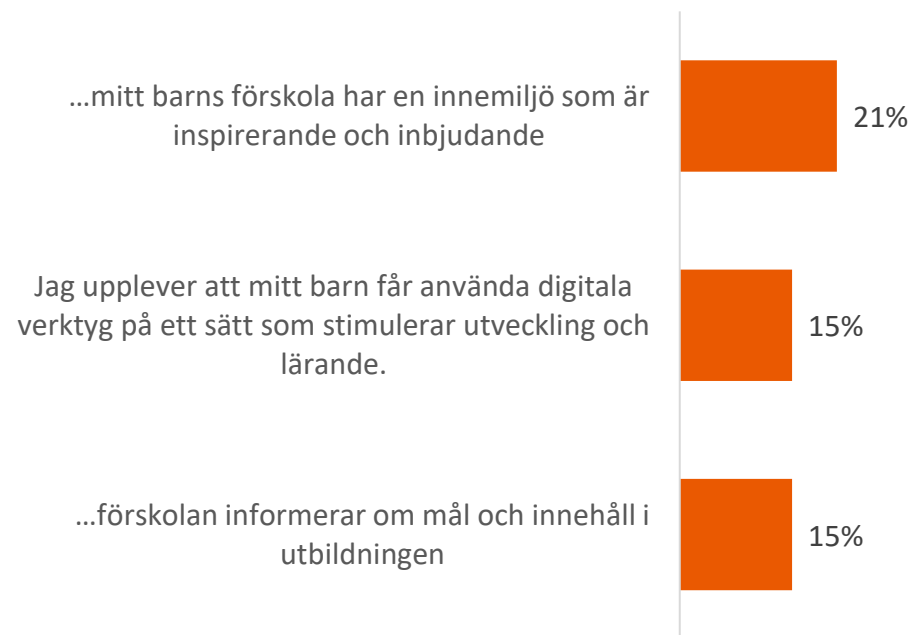 ...mitt barns förskola har en innemiljö som är
inspirerande och inbjudande
21%
Jag upplever att mitt barn får använda digitala
verktyg på ett sätt som stimulerar utveckling och
lärande.
15%
...förskolan informerar om mål och innehåll i
utbildningen
15%